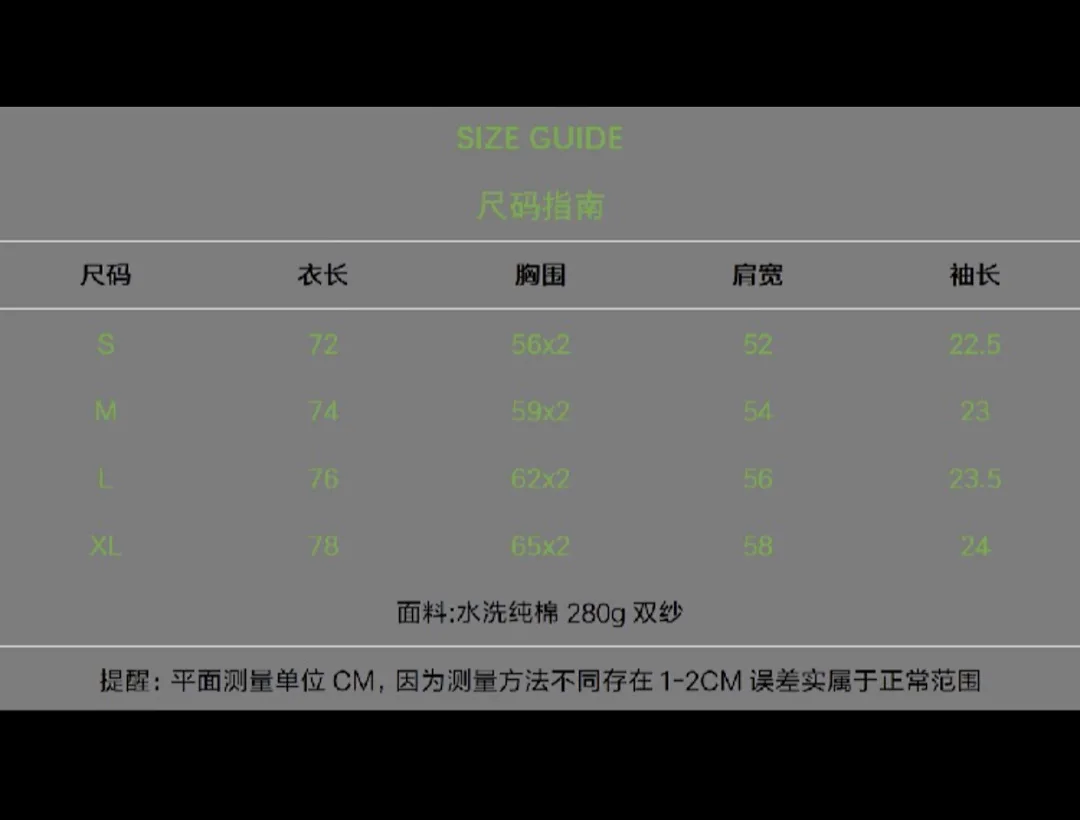 SIZE GUIDE
尺码指南
尺码 衣长 胸围 肩宽 袖长
S 72 56x2 52 22.5
M 74 59x2 54 23
L 76 62x2 56 23.5
XL 78 65x2 58 24
面料:水洗纯棉 280g 双纱
提醒：平面测量单位 CM，因为测量方法不同存在 1-2CM 误差实属于正常范围